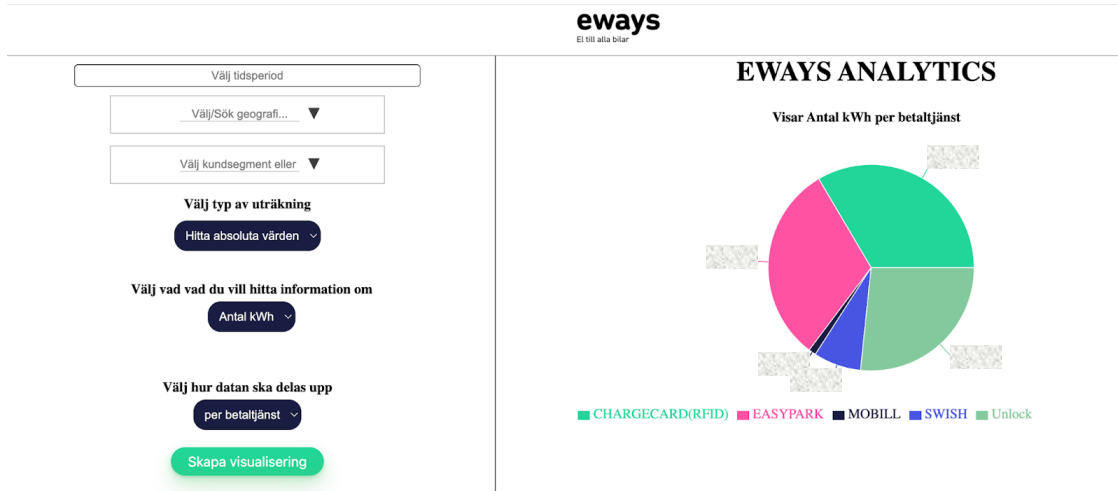 eways
El till alla bilar
Välj tidsperiod
Välj/Sök geografi...
Välj kundsegment eller
Välj typ av uträkning
Hitta absoluta värden
Välj vad vad du vill hitta information om
Antal kWh
Välj hur datan ska delas upp
per betaltjänst
Skapa visualisering
EWAYS ANALYTICS
Visar Antal kWh per betaltjänst
CHARGECARD(RFID) EASYPARK MOBILL SWISH Unlock